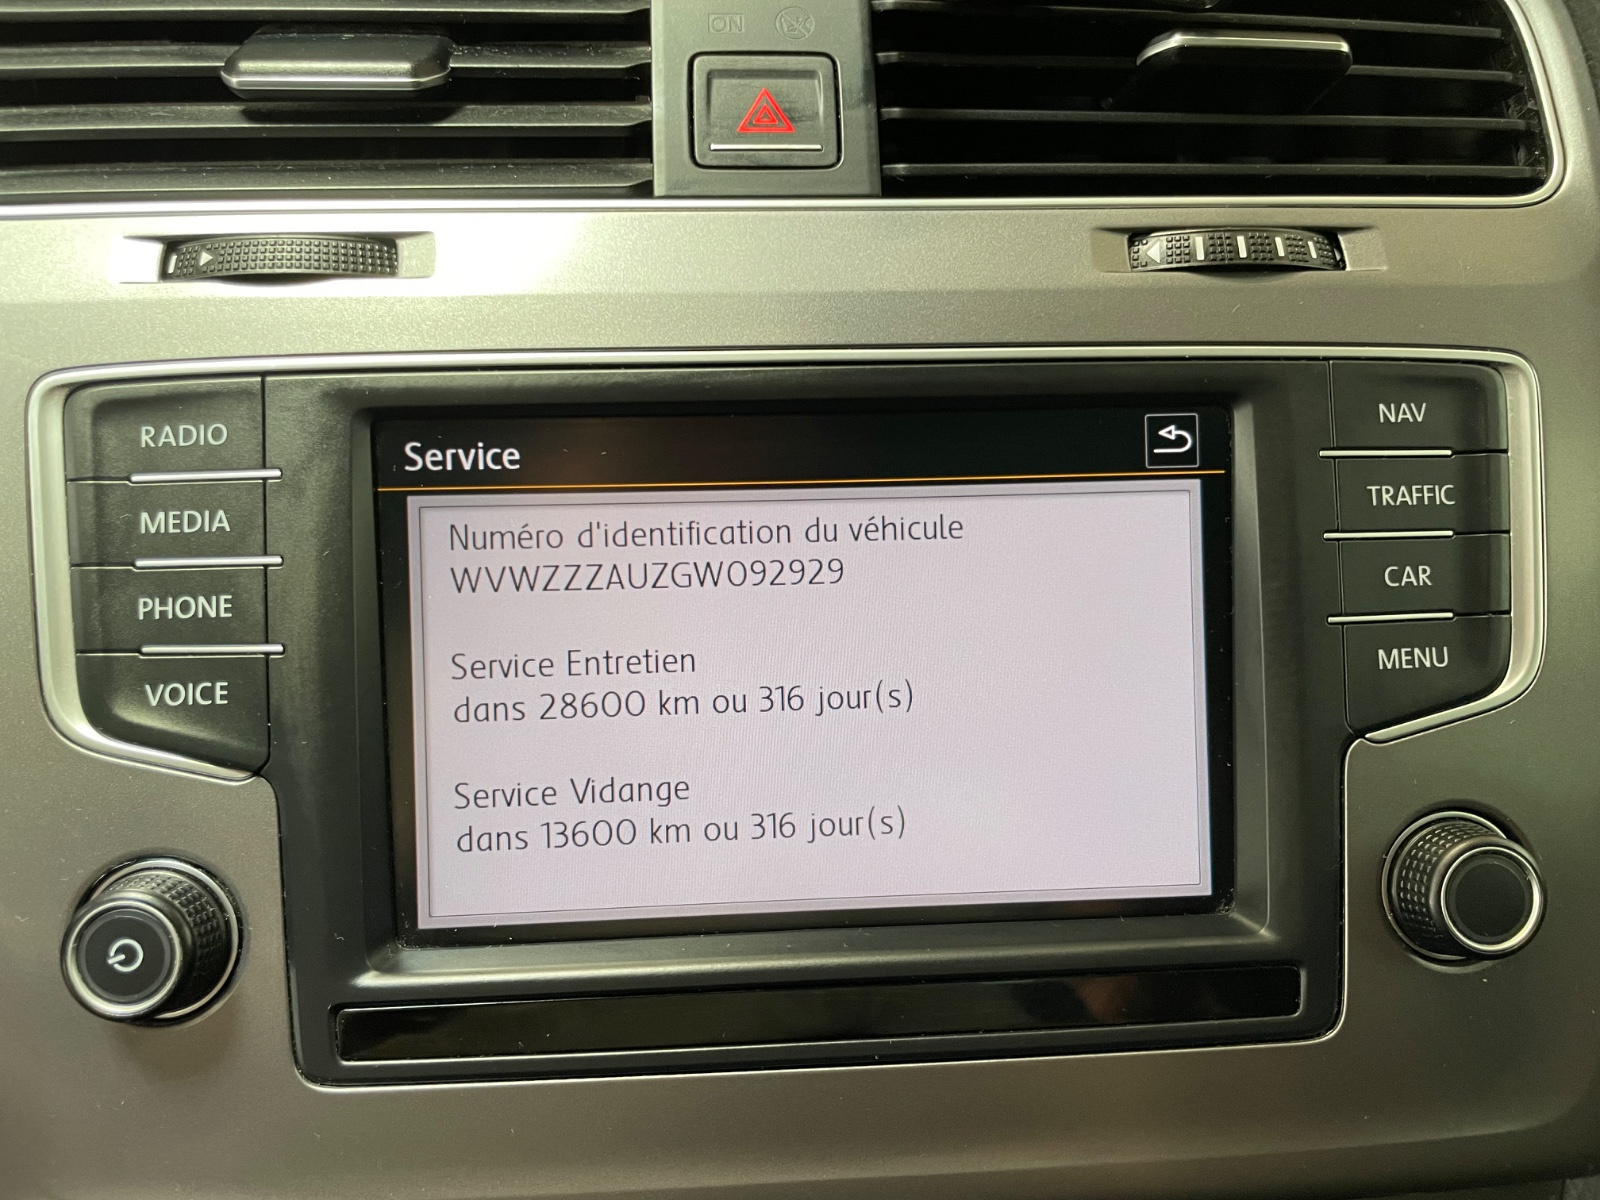 ON
RADIO
MEDIA
PHONE
VOICE
Service
Numéro d'identification du véhicule
WVWZZZAUZGW092929
Service Entretien
dans 28600 km ou 316 jour(s)
Service Vidange
dans 13600 km ou 316 jour(s)
NAV
TRAFFIC
CAR
MENU